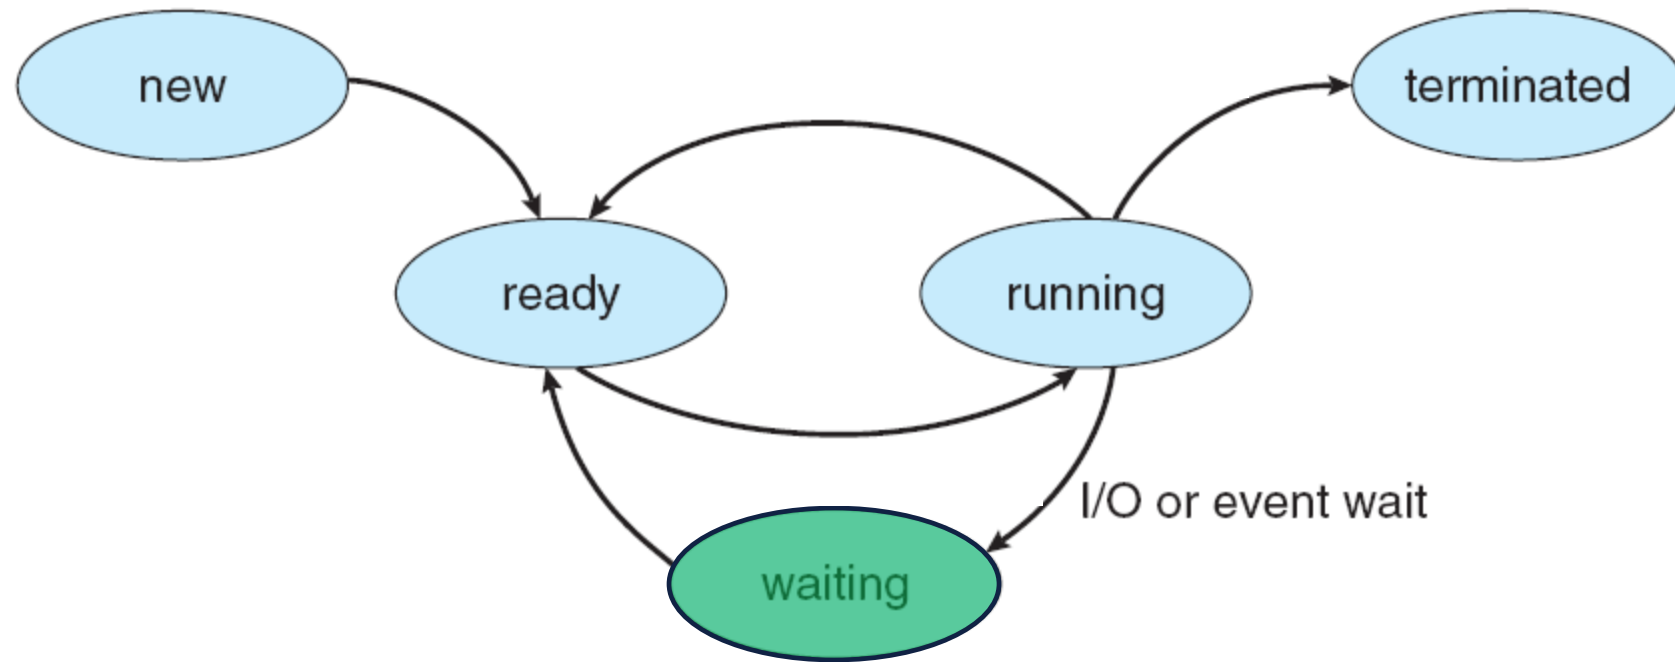 new
terminated
ready
running
I/O or event wait
waiting